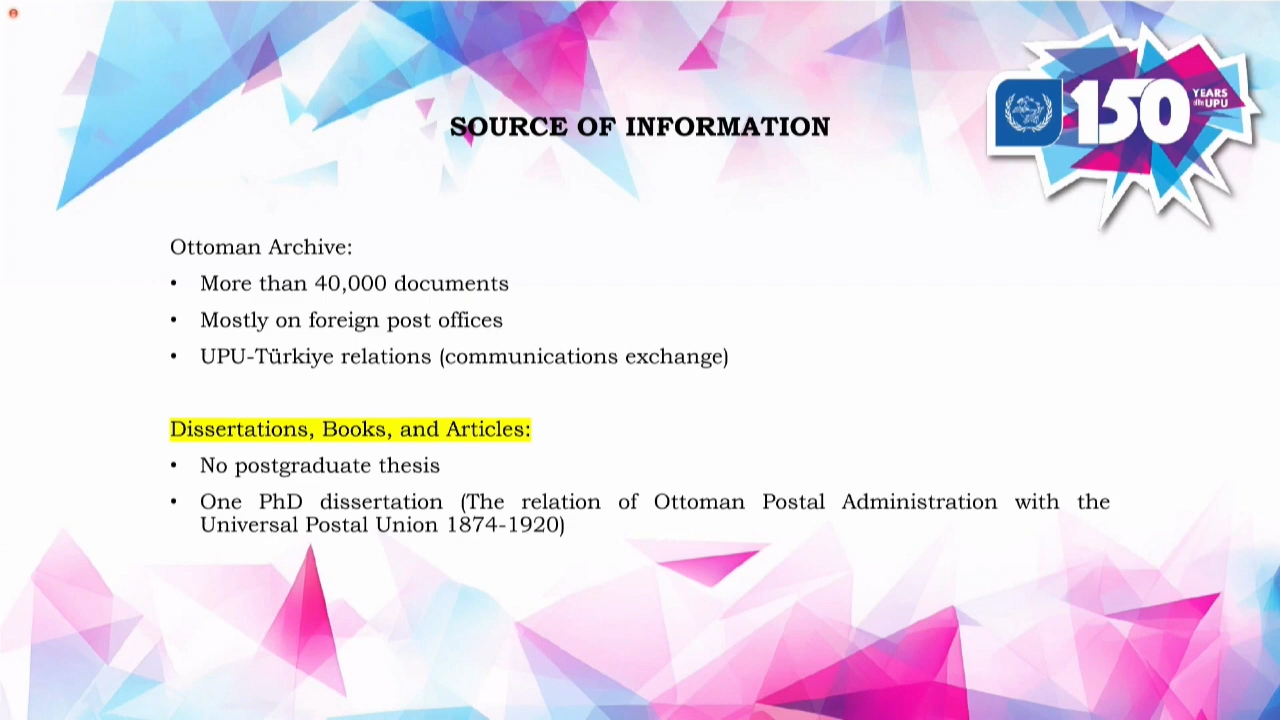 SOURCE OF INFORMATION
150
YEARS
of the UPU
Ottoman Archive:
• More than 40,000 documents
• Mostly on foreign post offices
• UPU-Türkiye relations (communications exchange)
Dissertations, Books, and Articles:
• No postgraduate thesis
• One PhD dissertation (The relation of Ottoman Postal Administration with the
Universal Postal Union 1874-1920)